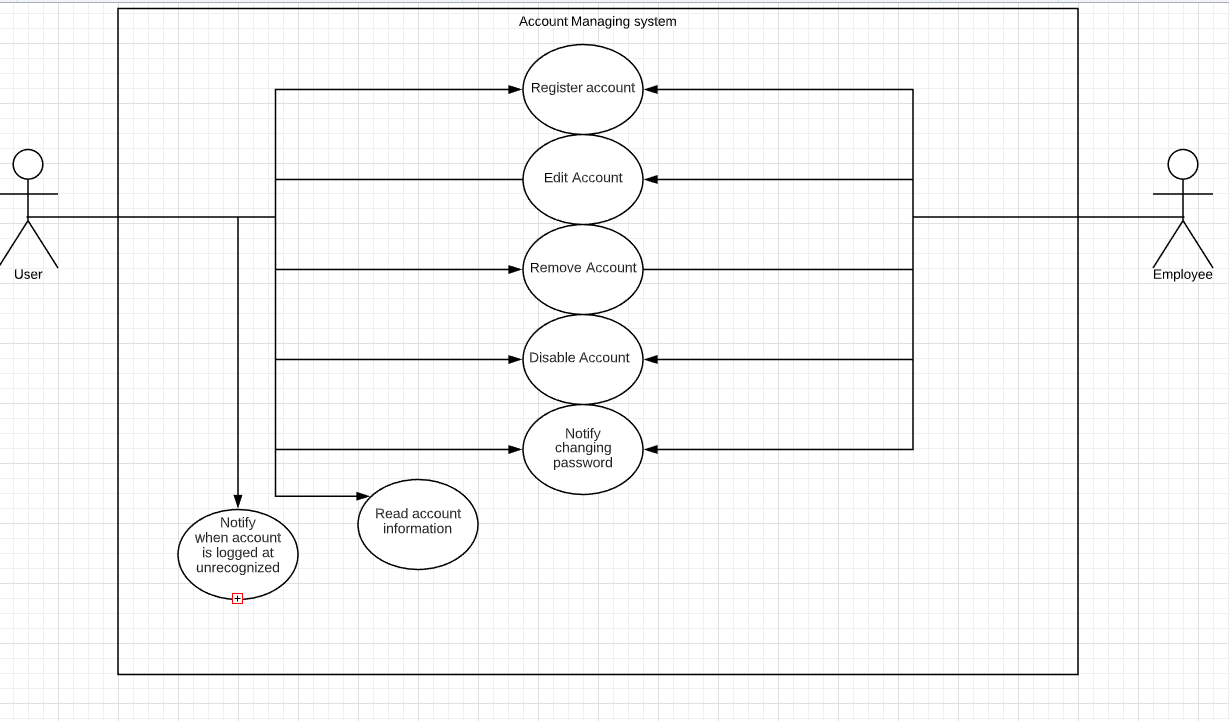 Account Managing system
Register account
Edit Account
User
Employee
Remove Account
Disable Account
Notify
changing
password
Read account
information
Notify
when account
is logged at
unrecognized